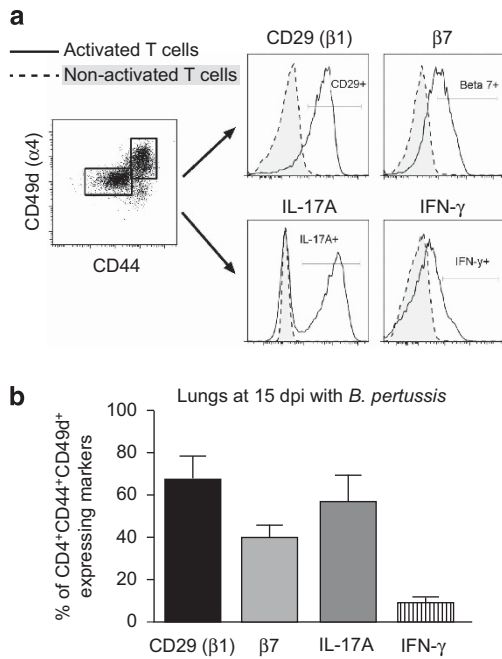 a
Activated T cells
Non-activated T cells
CD49d (α4)
CD44
CD29 (β1)
CD29+
β7
Beta 7+
IL-17A
IL-17A+
IFN-γ
IFN-y+
b
Lungs at 15 dpi with B. pertussis
% of CD4⁺CD44⁺CD49d⁺
expressing markers
100
80
60
40
20
0
CD29 (β1)
β7
IL-17A
IFN-γ